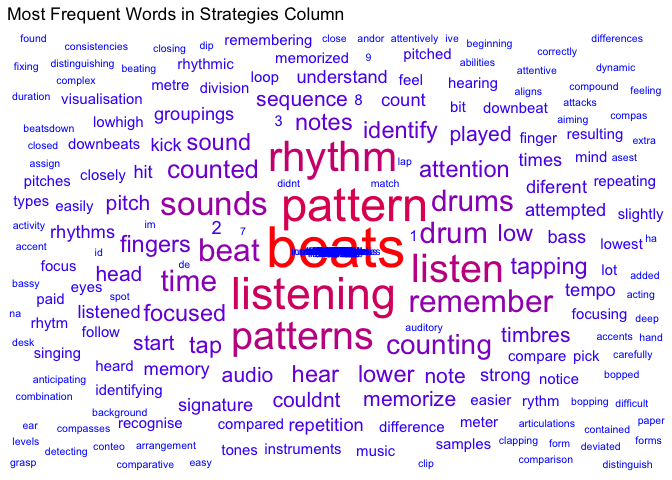 Most Frequent Words in Strategies Column
found consistencies closing dip remembering close andor attentively ive beginning differences
fixing distinguishing beating rhythmic memorized 9 pitched abilities correctly
complex metre division loop understand feel hearing attentive dynamic
duration visualisation groupings sequence 8 count bit aligns compound feeling
beatsdown lowhigh 3 notes identify played downbeat attacks aiming compas
closed downbeats kick sound rhythm lap attention finger resulting extra
assign closely hit counted didnt match times mind asest
pitches pitch sounds pattern drums diferent repeating
types easily attempted slightly
activity rhythms im 2 7 beat beats 1 drum low bass lowest ha
accent id fingers
focus head de time listen tapping lot added
bassy eyes spot listening remember tempo acting
na paid listened focused focusing deep
rhytm follow start tap patterns auditory counting timbres accents hand
desk singing heard memory compare pick carefully
anticipating identifying audio hear lower note strong notice bopped
combination signature couldnt memorize easier rythm bopping difficult
background
ear compasses recognise compared repetition difference meter articulations contained paper
levels detecting conteo arrangement tones instruments music samples clapping form deviated forms
grasp comparative easy clip comparison distinguish